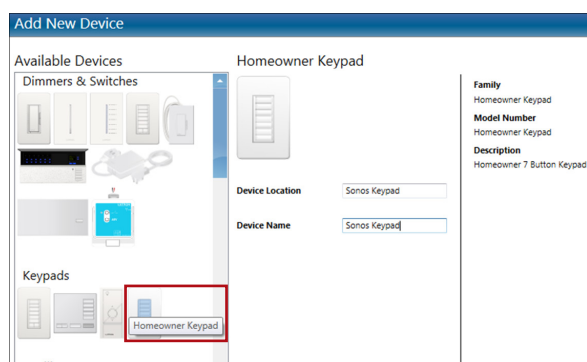 Add New Device
Available Devices
Dimmers & Switches
Keypads
Homeowner Keypad
Homeowner Keypad
Device Location
Sonos Keypad
Device Name
Sonos Keypad
Family
Homeowner Keypad
Model Number
Homeowner Keypad
Description
Homeowner 7 Button Keypad